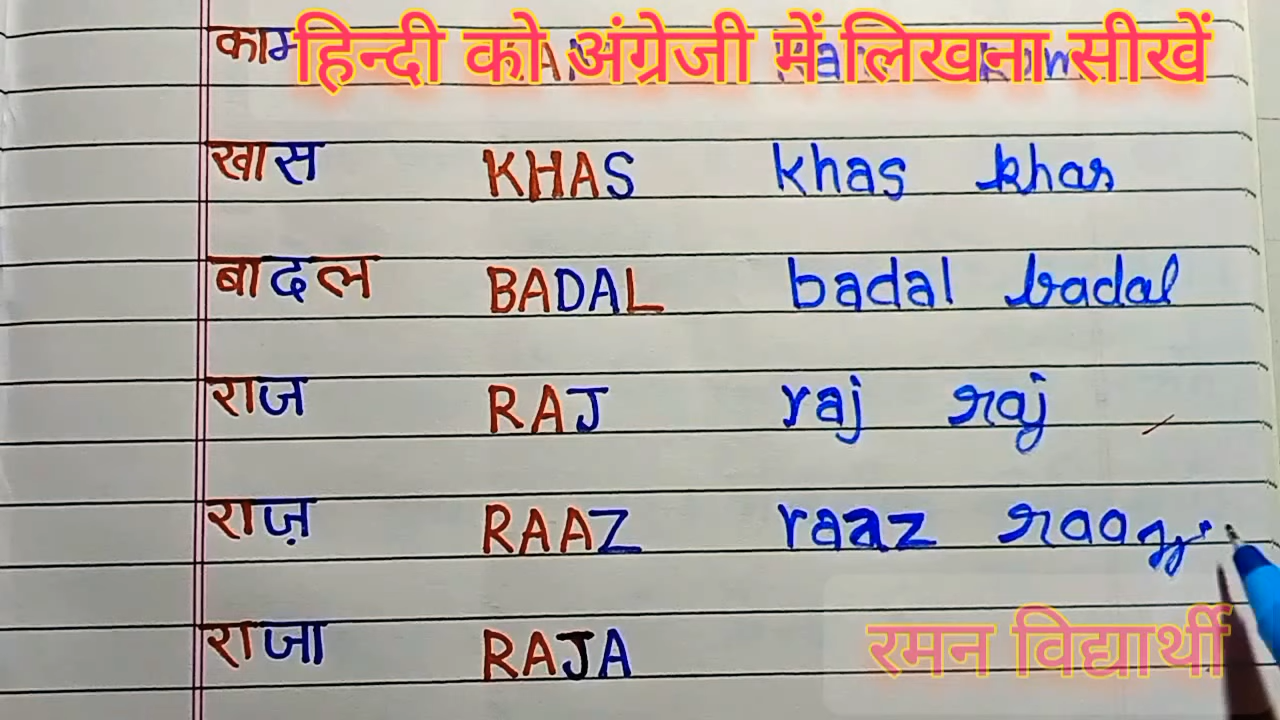 हिन्दी को अंग्रेजी में लिखना सीखें
काम
खास KHAS khas khas
बादल BADAL badal badal
राज RAJ raj raj
राज़ RAAZ raaz raaz
राजा RAJA
रमन विद्यार्थी